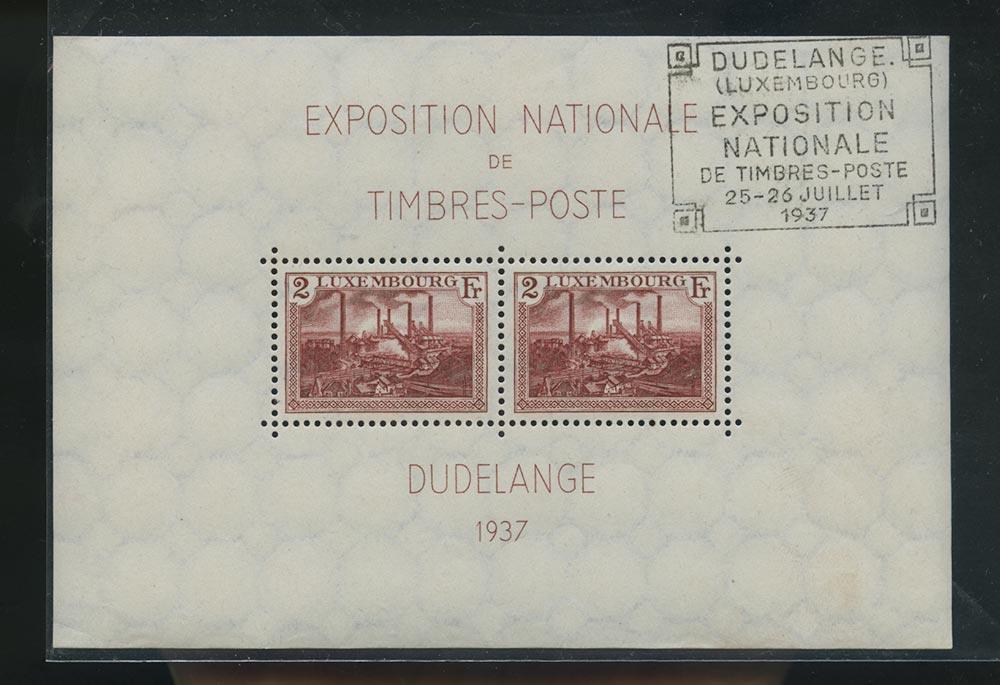 EXPOSITION NATIONALE
DE
TIMBRES-POSTE
DUDELANGE.
(LUXEMBOURG)
EXPOSITION
NATIONALE
DE TIMBRES-POSTE
25-26 JUILLET
1937
2 LUXEMBOURG Fr
2 LUXEMBOURG Fr
DUDELANGE
1937